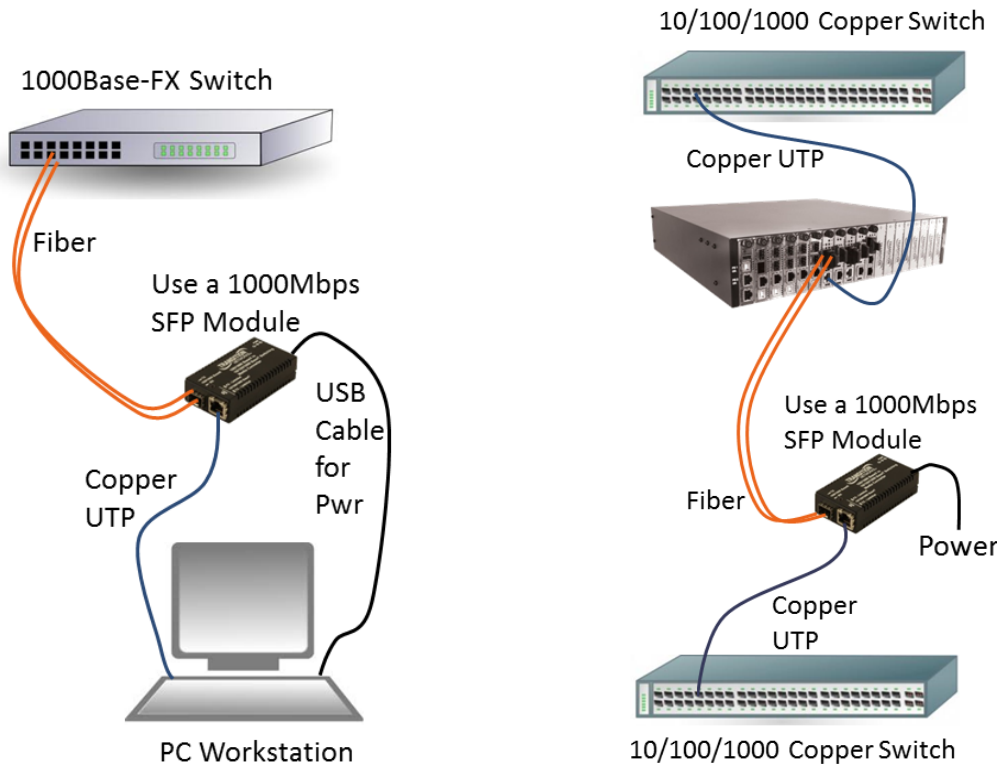 1000Base-FX Switch
Fiber
Use a 1000Mbps
SFP Module
USB
Cable
for
Pwr
Copper
UTP
PC Workstation
10/100/1000 Copper Switch
Copper UTP
Use a 1000Mbps
SFP Module
Fiber
Power
Copper
UTP
10/100/1000 Copper Switch